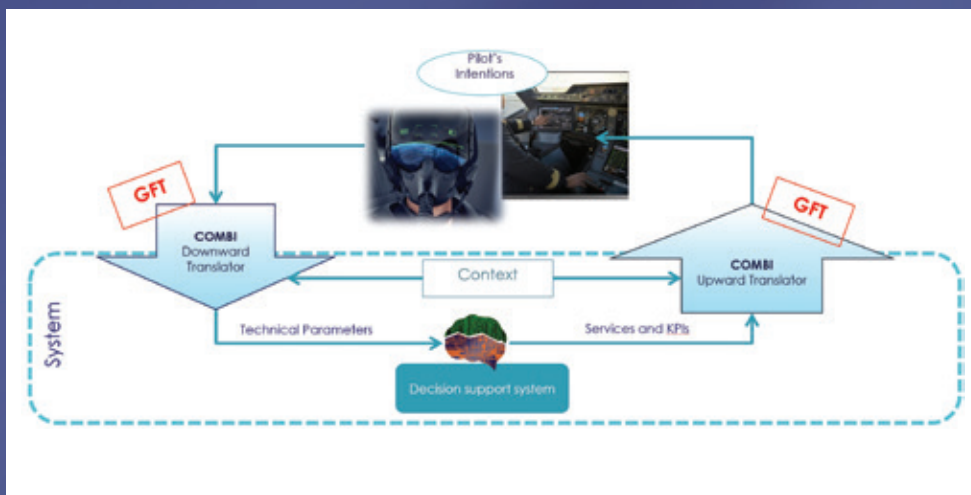 Pilot's
Intentions
GFT
GFT
COMBI
Downward
Translator
Context
COMBI
Upward Translator
System
Technical Parameters
Services and KPIs
Decision support system